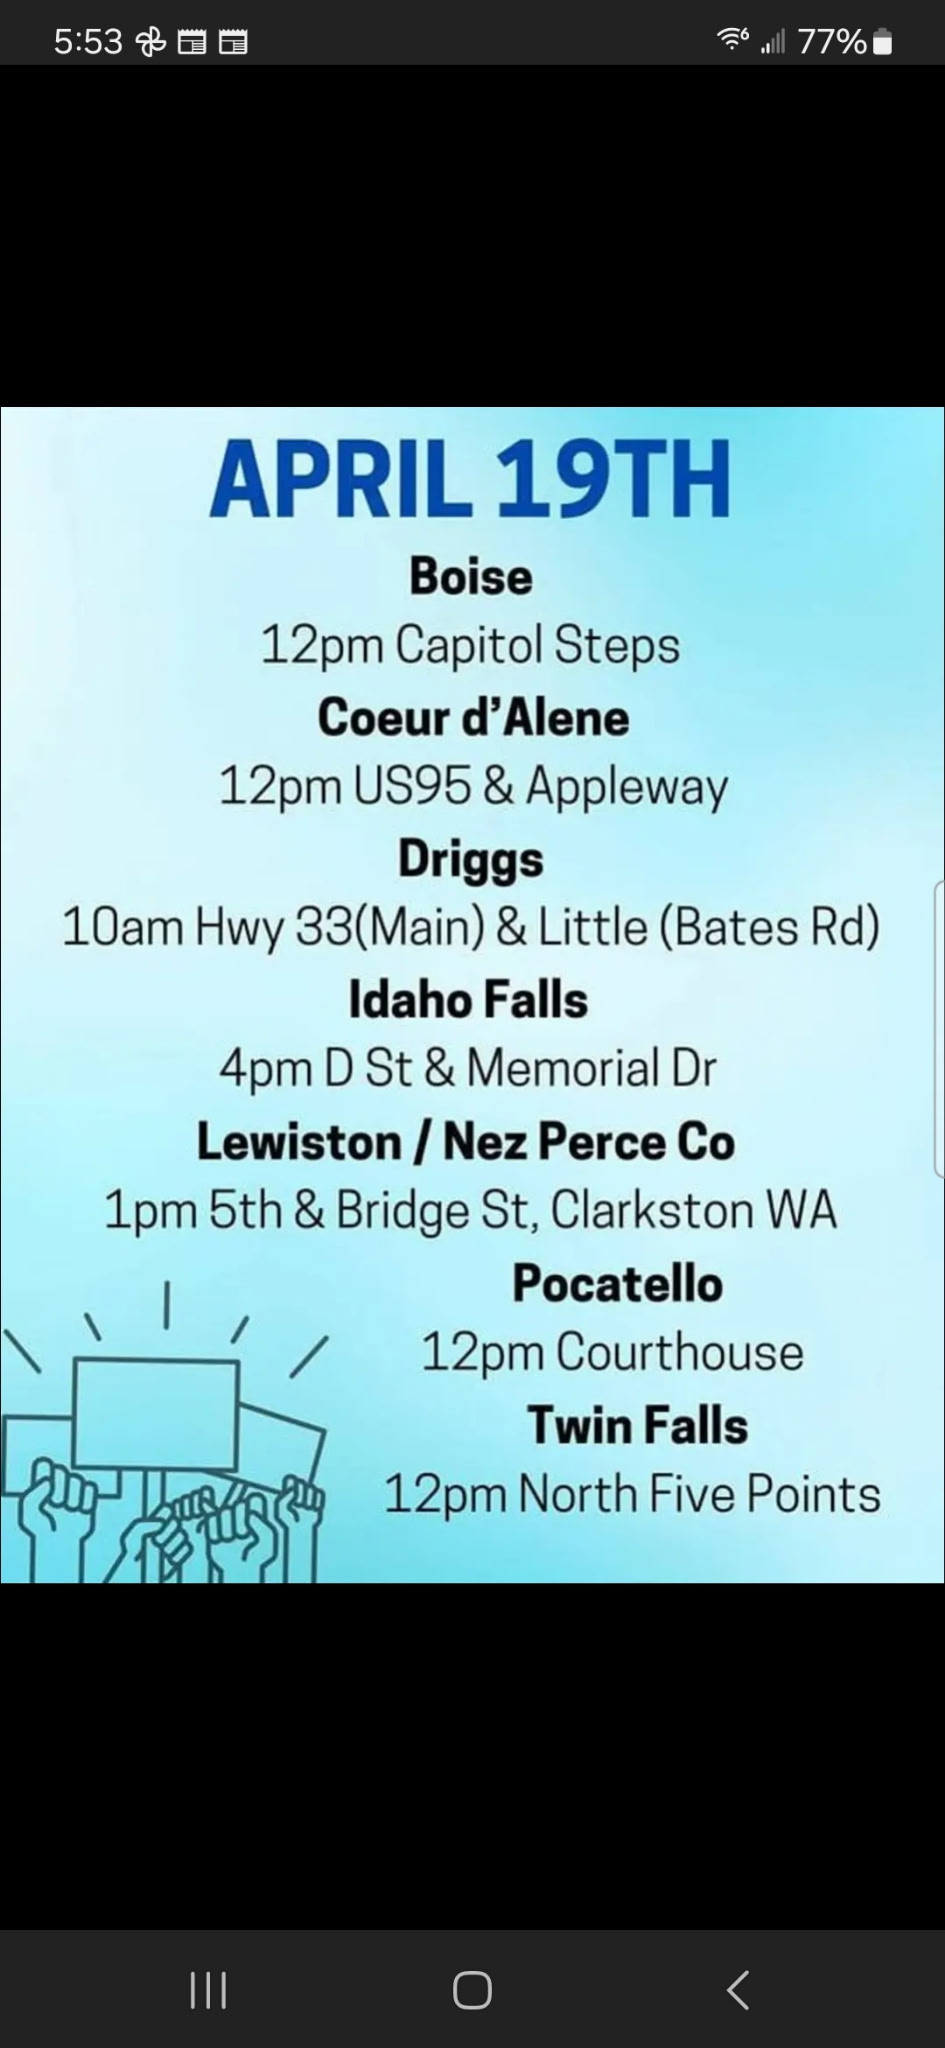 5:53
6
77%
APRIL 19TH
Boise
12pm Capitol Steps
Coeur d'Alene
12pm US95 & Appleway
Driggs
10am Hwy 33(Main) & Little (Bates Rd)
Idaho Falls
4pm D St & Memorial Dr
Lewiston / Nez Perce Co
1pm 5th & Bridge St, Clarkston WA
Pocatello
12pm Courthouse
Twin Falls
12pm North Five Points